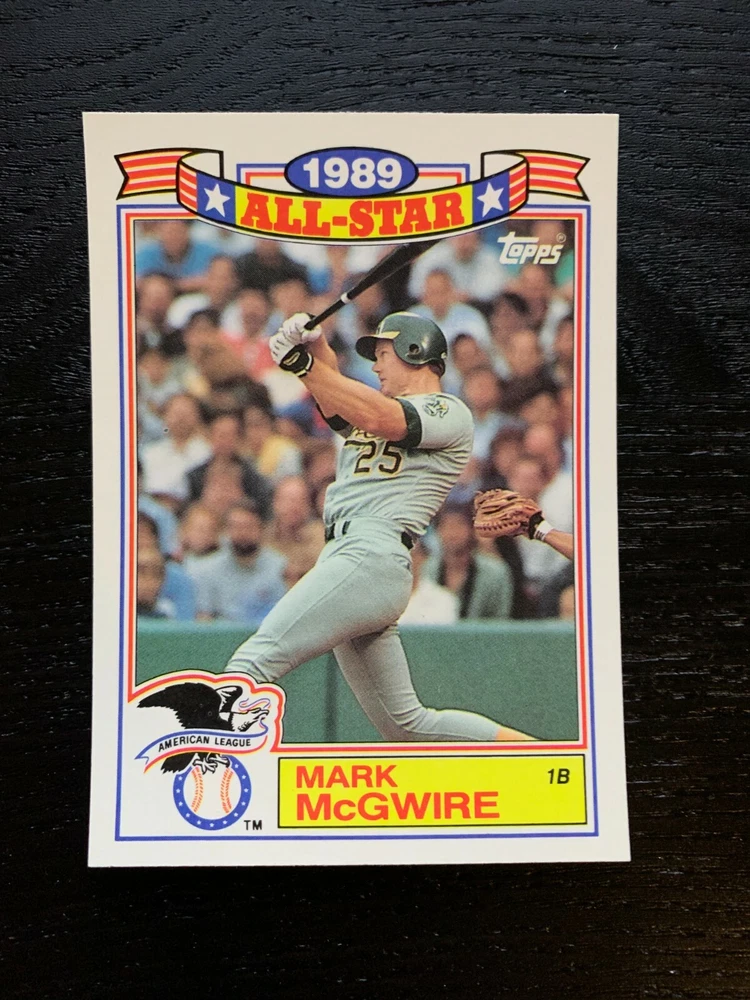 1989
ALL-STAR
topps
25
AMERICAN LEAGUE
TM
MARK
McGWIRE
1B